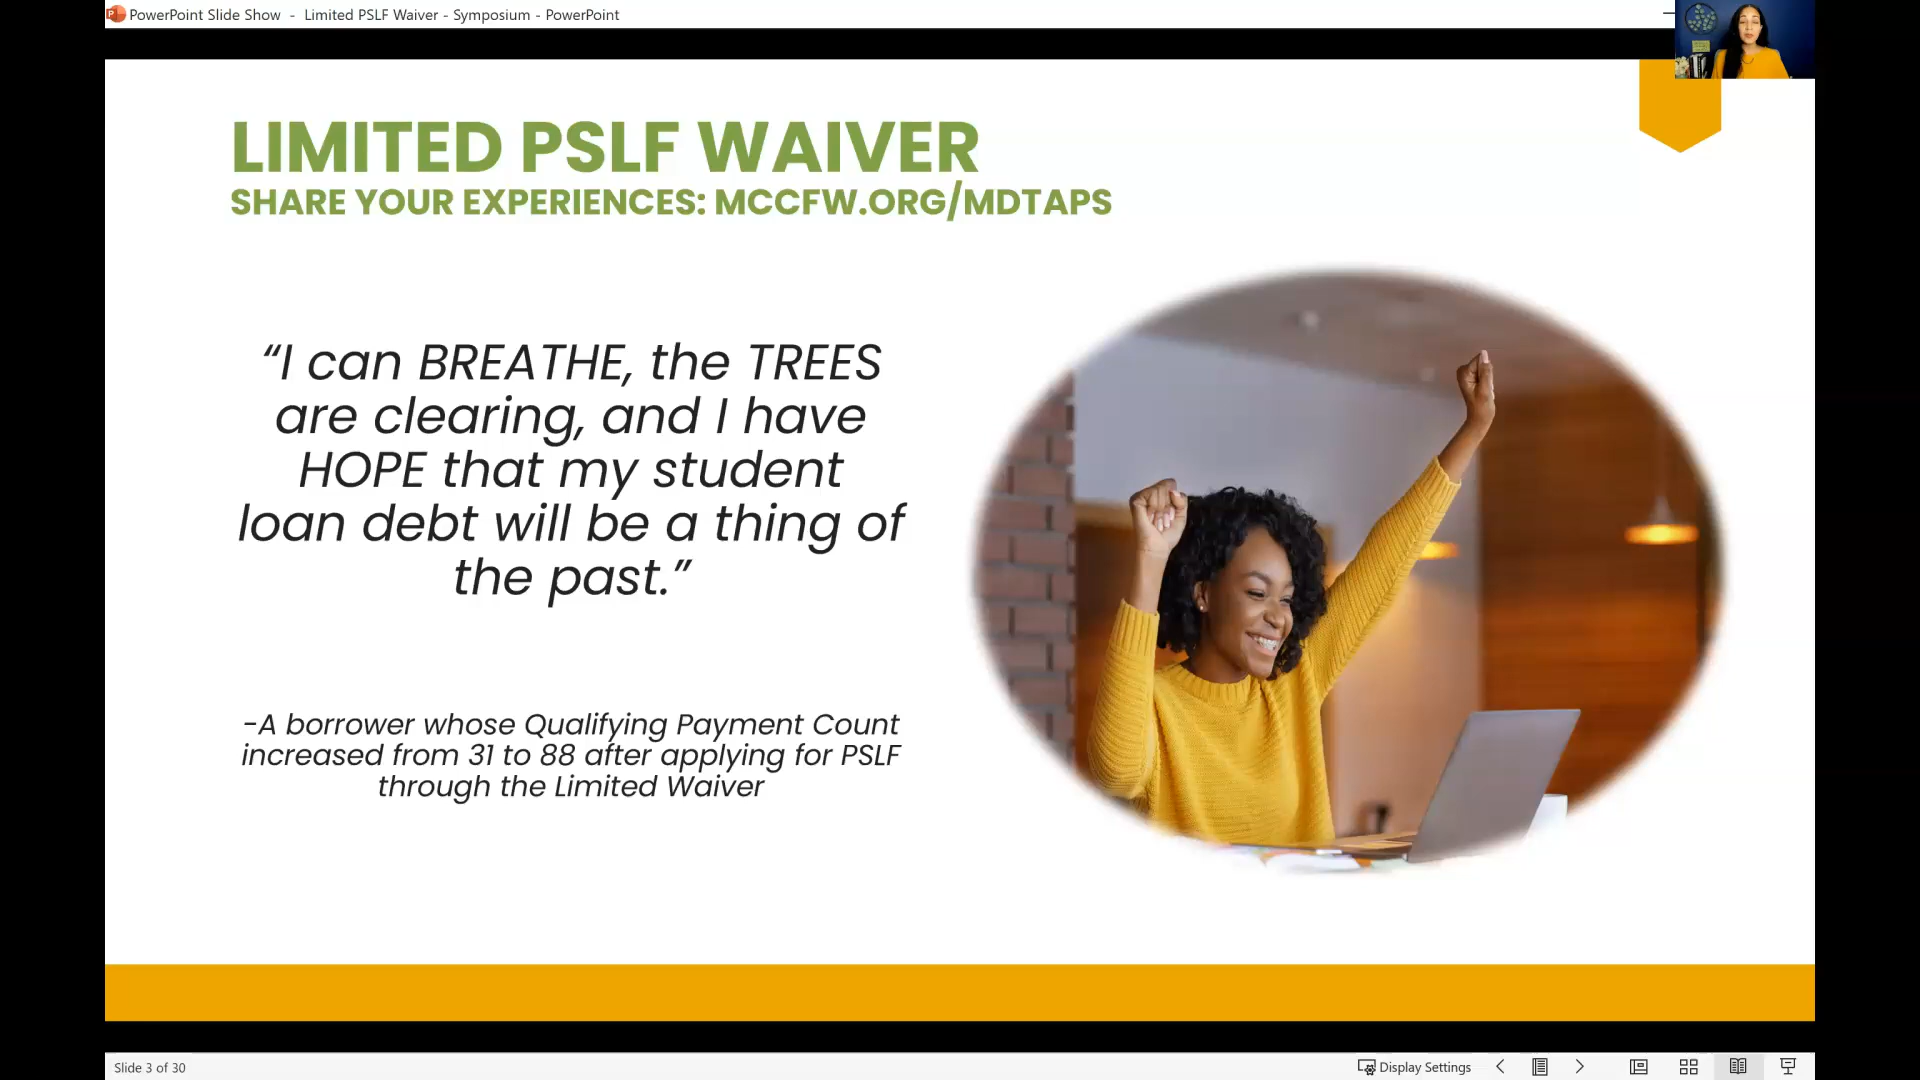 PowerPoint Slide Show - Limited PSLF Waiver - Symposium - PowerPoint
LIMITED PSLF WAIVER
SHARE YOUR EXPERIENCES: MCCFW.ORG/MDTAPS
“I can BREATHE, the TREES
are clearing, and I have
HOPE that my student
loan debt will be a thing of
the past.”
-A borrower whose Qualifying Payment Count
increased from 31 to 88 after applying for PSLF
through the Limited Waiver
Slide 3 of 30
Display Settings